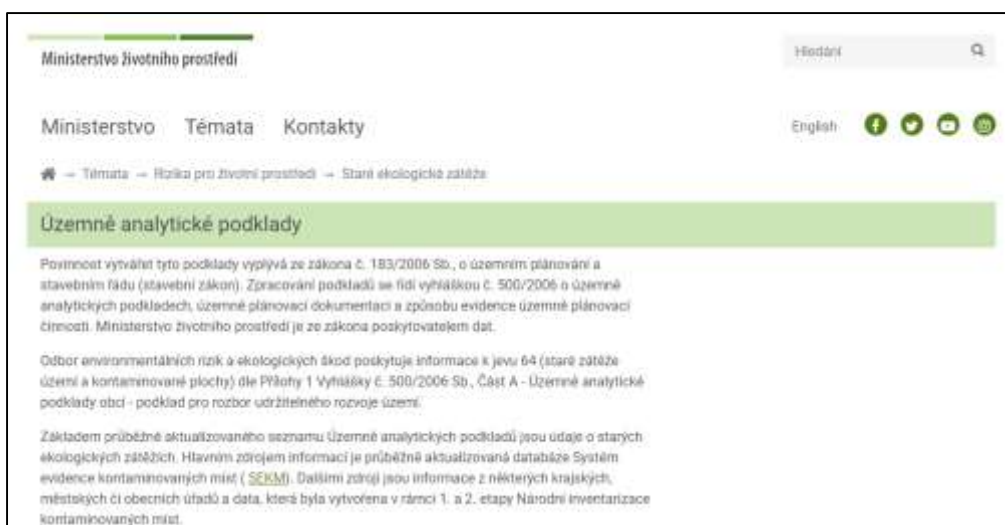 Ministerstvo životního prostředí
Hledání
Ministerstvo Témata Kontakty
English
→ Témata → Rizika pro životní prostředí → Staré ekologické zátěže
Územně analytické podklady
Povinnost vytvářet tyto podklady vyplývá ze zákona č. 183/2006 Sb., o územním plánování a
stavebním řádu (stavební zákon). Zpracování podkladů se řídí vyhláškou č. 500/2006 o územně
analytických podkladech, územně plánovací dokumentaci a způsobu evidence územně plánovací
činnosti. Ministerstvo životního prostředí je ze zákona poskytovatelem dat.
Odbor environmentálních rizik a ekologických škod poskytuje informace k jevu 64 (staré zátěže
území a kontaminované plochy) dle Přílohy 1 Vyhlášky č. 500/2006 Sb., Část A - Územně analytické
podklady obcí - podklad pro rozbor udržitelného rozvoje území.
Základem průběžně aktualizovaného seznamu Územně analytických podkladů jsou údaje o starých
ekologických zátěžích. Hlavním zdrojem informací je průběžně aktualizovaná databáze Systém
evidence kontaminovaných míst ( SEKM). Dalšími zdroji jsou informace z některých krajských,
městských či obecních úřadů a data, která byla vytvořena v rámci 1. a 2. etapy Národní inventarizace
kontaminovaných míst.